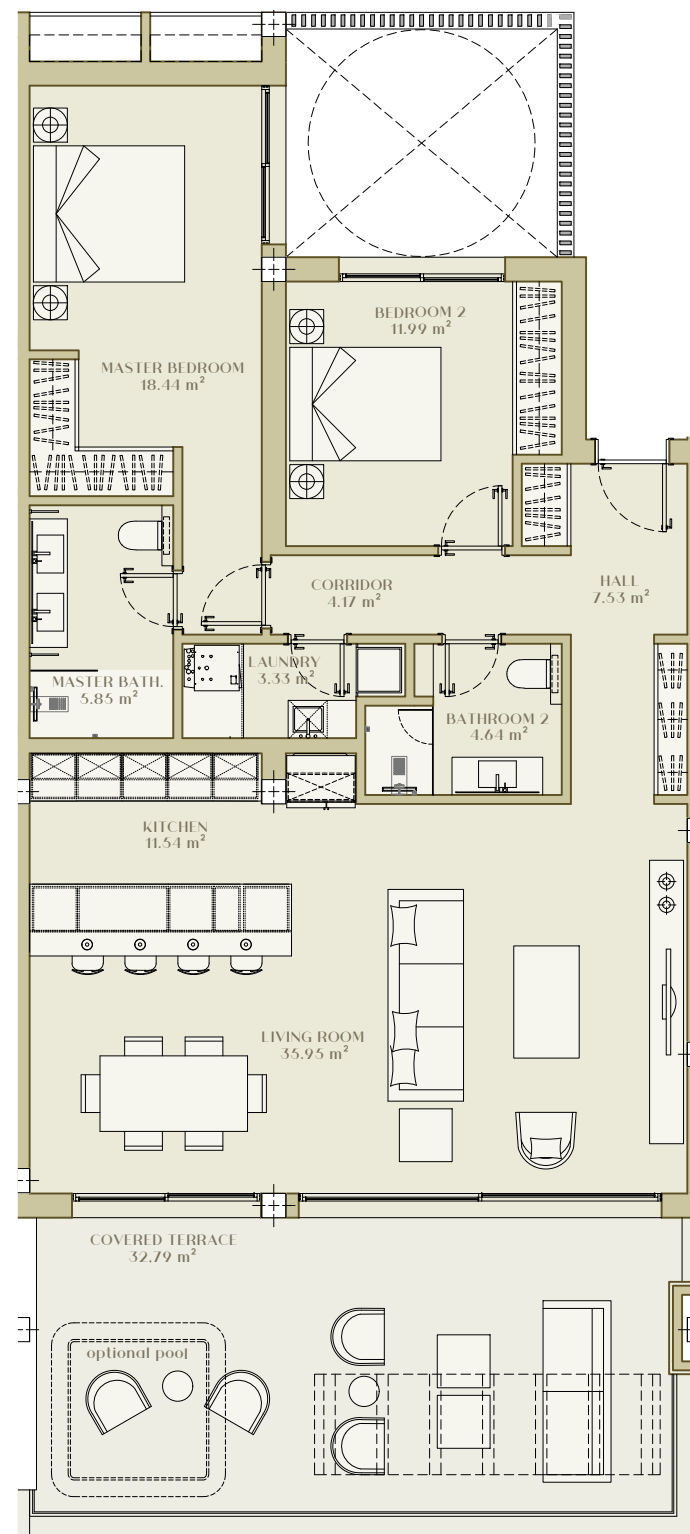 BEDROOM 2
11.99 m²
MASTER BEDROOM
18.44 m²
CORRIDOR
4.17 m²
HALL
7.53 m²
LAUNDRY
3.33 m²
MASTER BATH.
5.85 m²
BATHROOM 2
4.64 m²
KITCHEN
11.54 m²
LIVING ROOM
35.95 m²
COVERED TERRACE
32.79 m²
optional pool